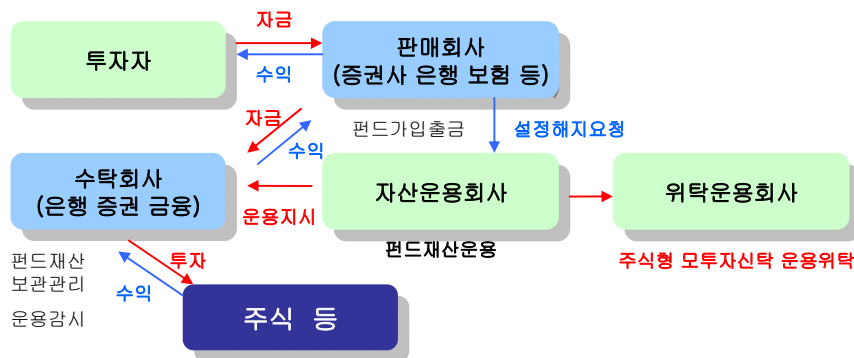 자금
투자자
판매회사
(증권사 은행 보험 등)
수익
자금
수익
펀드가입출금
설정해지요청
수탁회사
(은행 증권 금융)
운용지시
자산운용회사
위탁운용회사
펀드재산운용
주식형 모투자신탁 운용위탁
펀드재산
보관관리
운용감시
투자
수익
주식 등